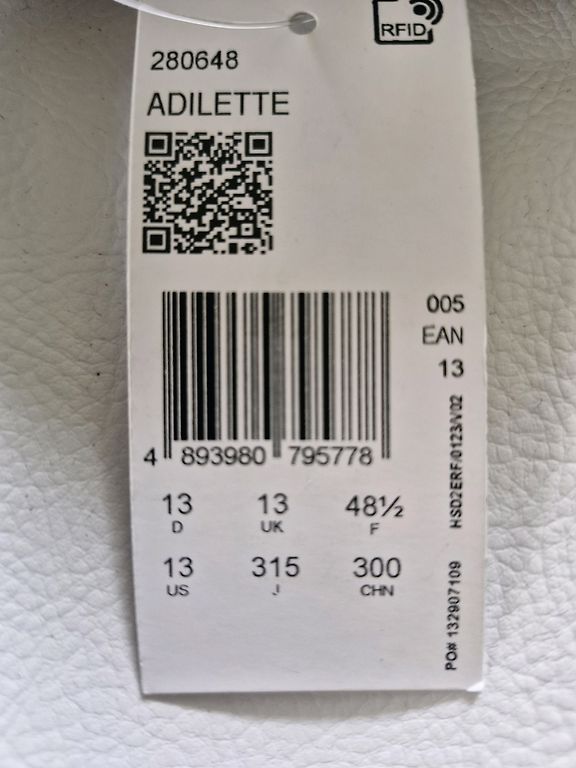 RFID
280648
ADILETTE
005
EAN
13
4 893980 795778
13 13 48½
D UK F
13 315 300
US J CHN
HSD2ERF/0123/V02
PO# 132907109